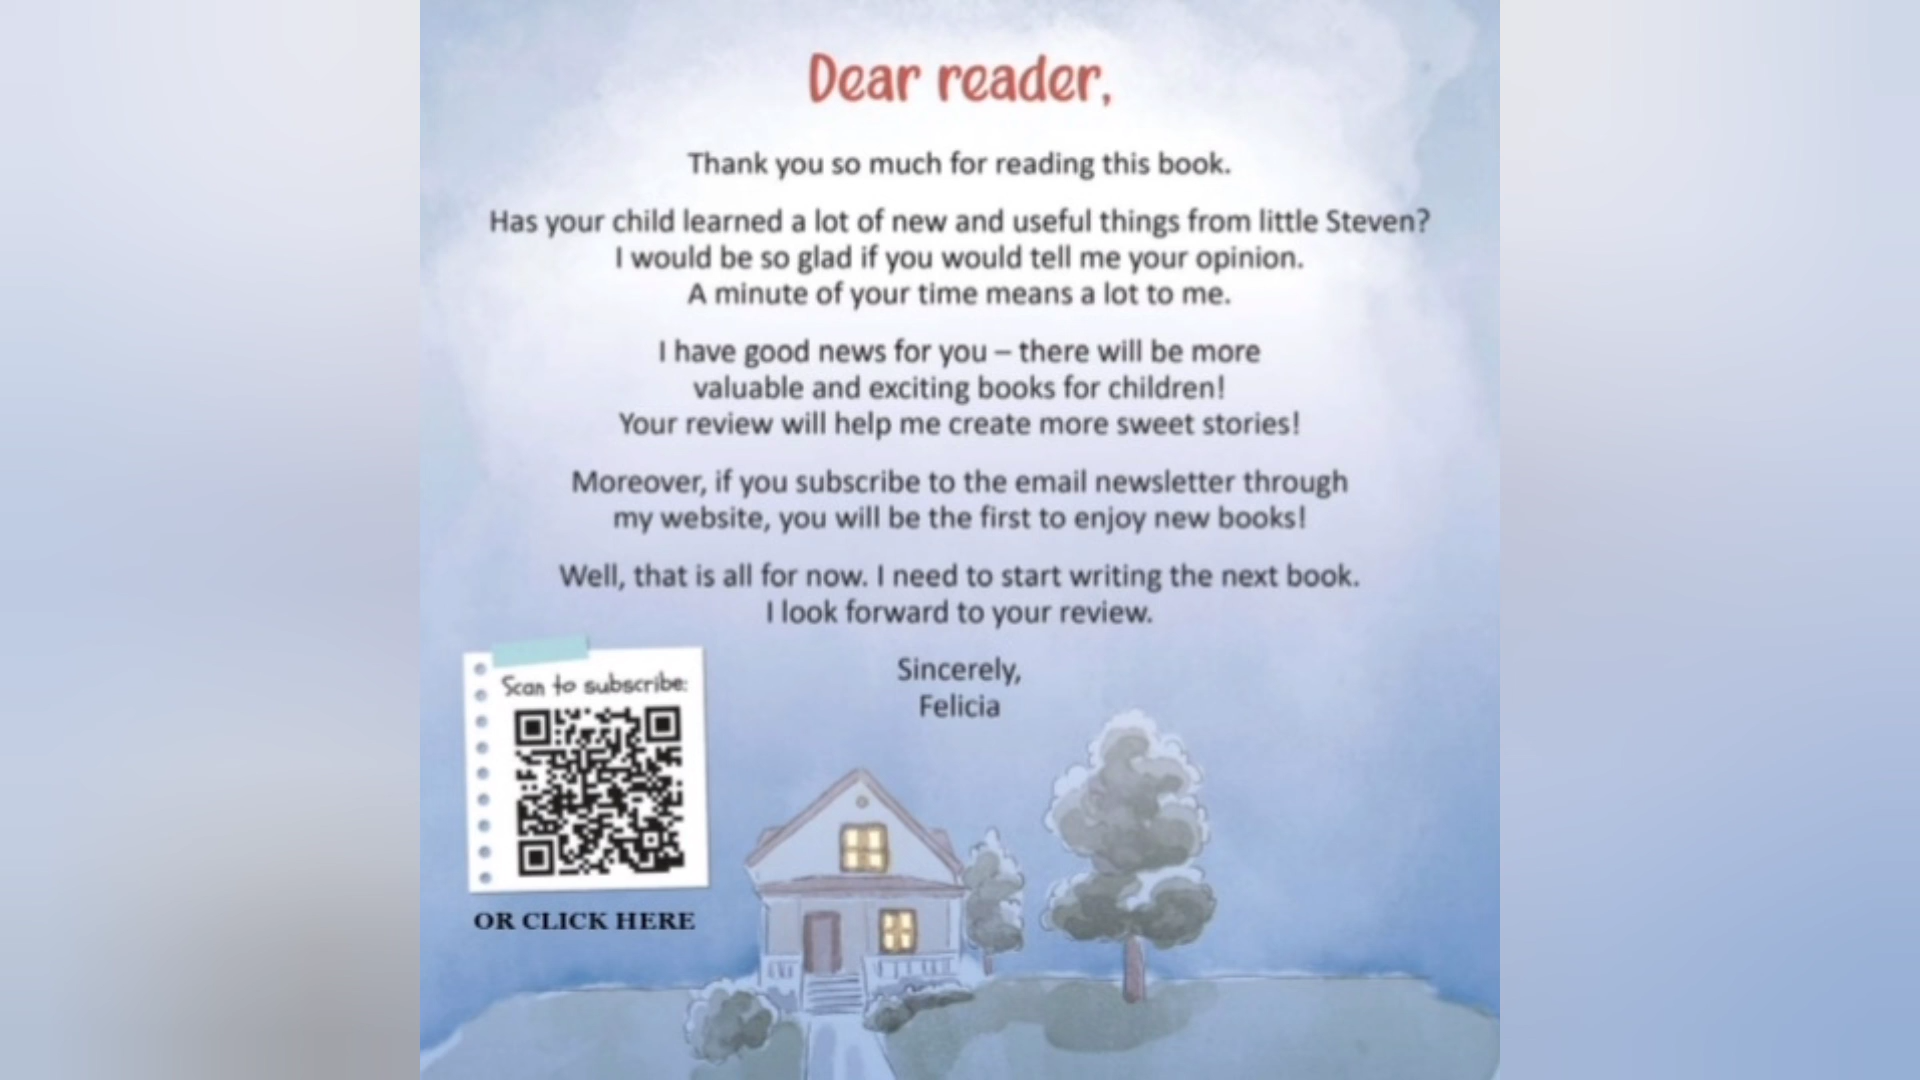 Dear reader,
Thank you so much for reading this book.
Has your child learned a lot of new and useful things from little Steven?
I would be so glad if you would tell me your opinion.
A minute of your time means a lot to me.
I have good news for you – there will be more
valuable and exciting books for children!
Your review will help me create more sweet stories!
Moreover, if you subscribe to the email newsletter through
my website, you will be the first to enjoy new books!
Well, that is all for now. I need to start writing the next book.
I look forward to your review.
Sincerely,
Felicia
Scan to subscribe:
OR CLICK HERE